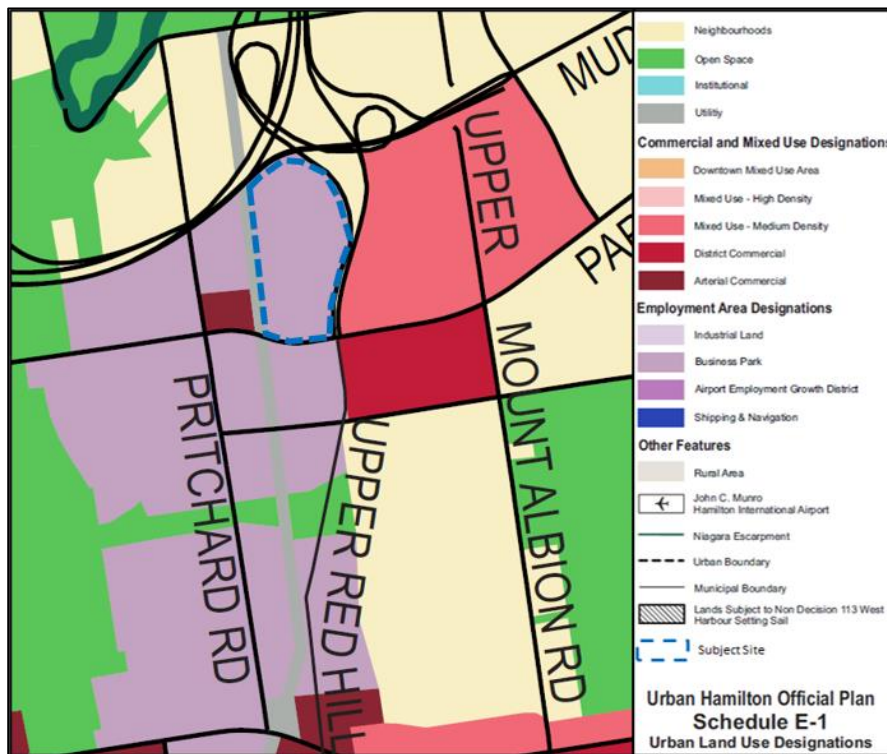 MUD
UPPER
PAR
PRITCHARD RD
UPPER RED HILL
MOUNT ALBION RD
Neighbourhoods
Open Space
Institutional
Utilitiy
Commercial and Mixed Use Designations
Downtown Mixed Use Area
Mixed Use - High Density
Mixed Use - Medium Density
District Commercial
Arterial Commercial
Employment Area Designations
Industrial Land
Business Park
Airport Employment Growth District
Shipping & Navigation
Other Features
Rural Area
John C. Munro
Hamilton International Airport
Niagara Escarpment
Urban Boundary
Municipal Boundary
Lands Subject to Non Decision 113 West
Harbour Setting Sail
Subject Site
Urban Hamilton Official Plan
Schedule E-1
Urban Land Use Designations